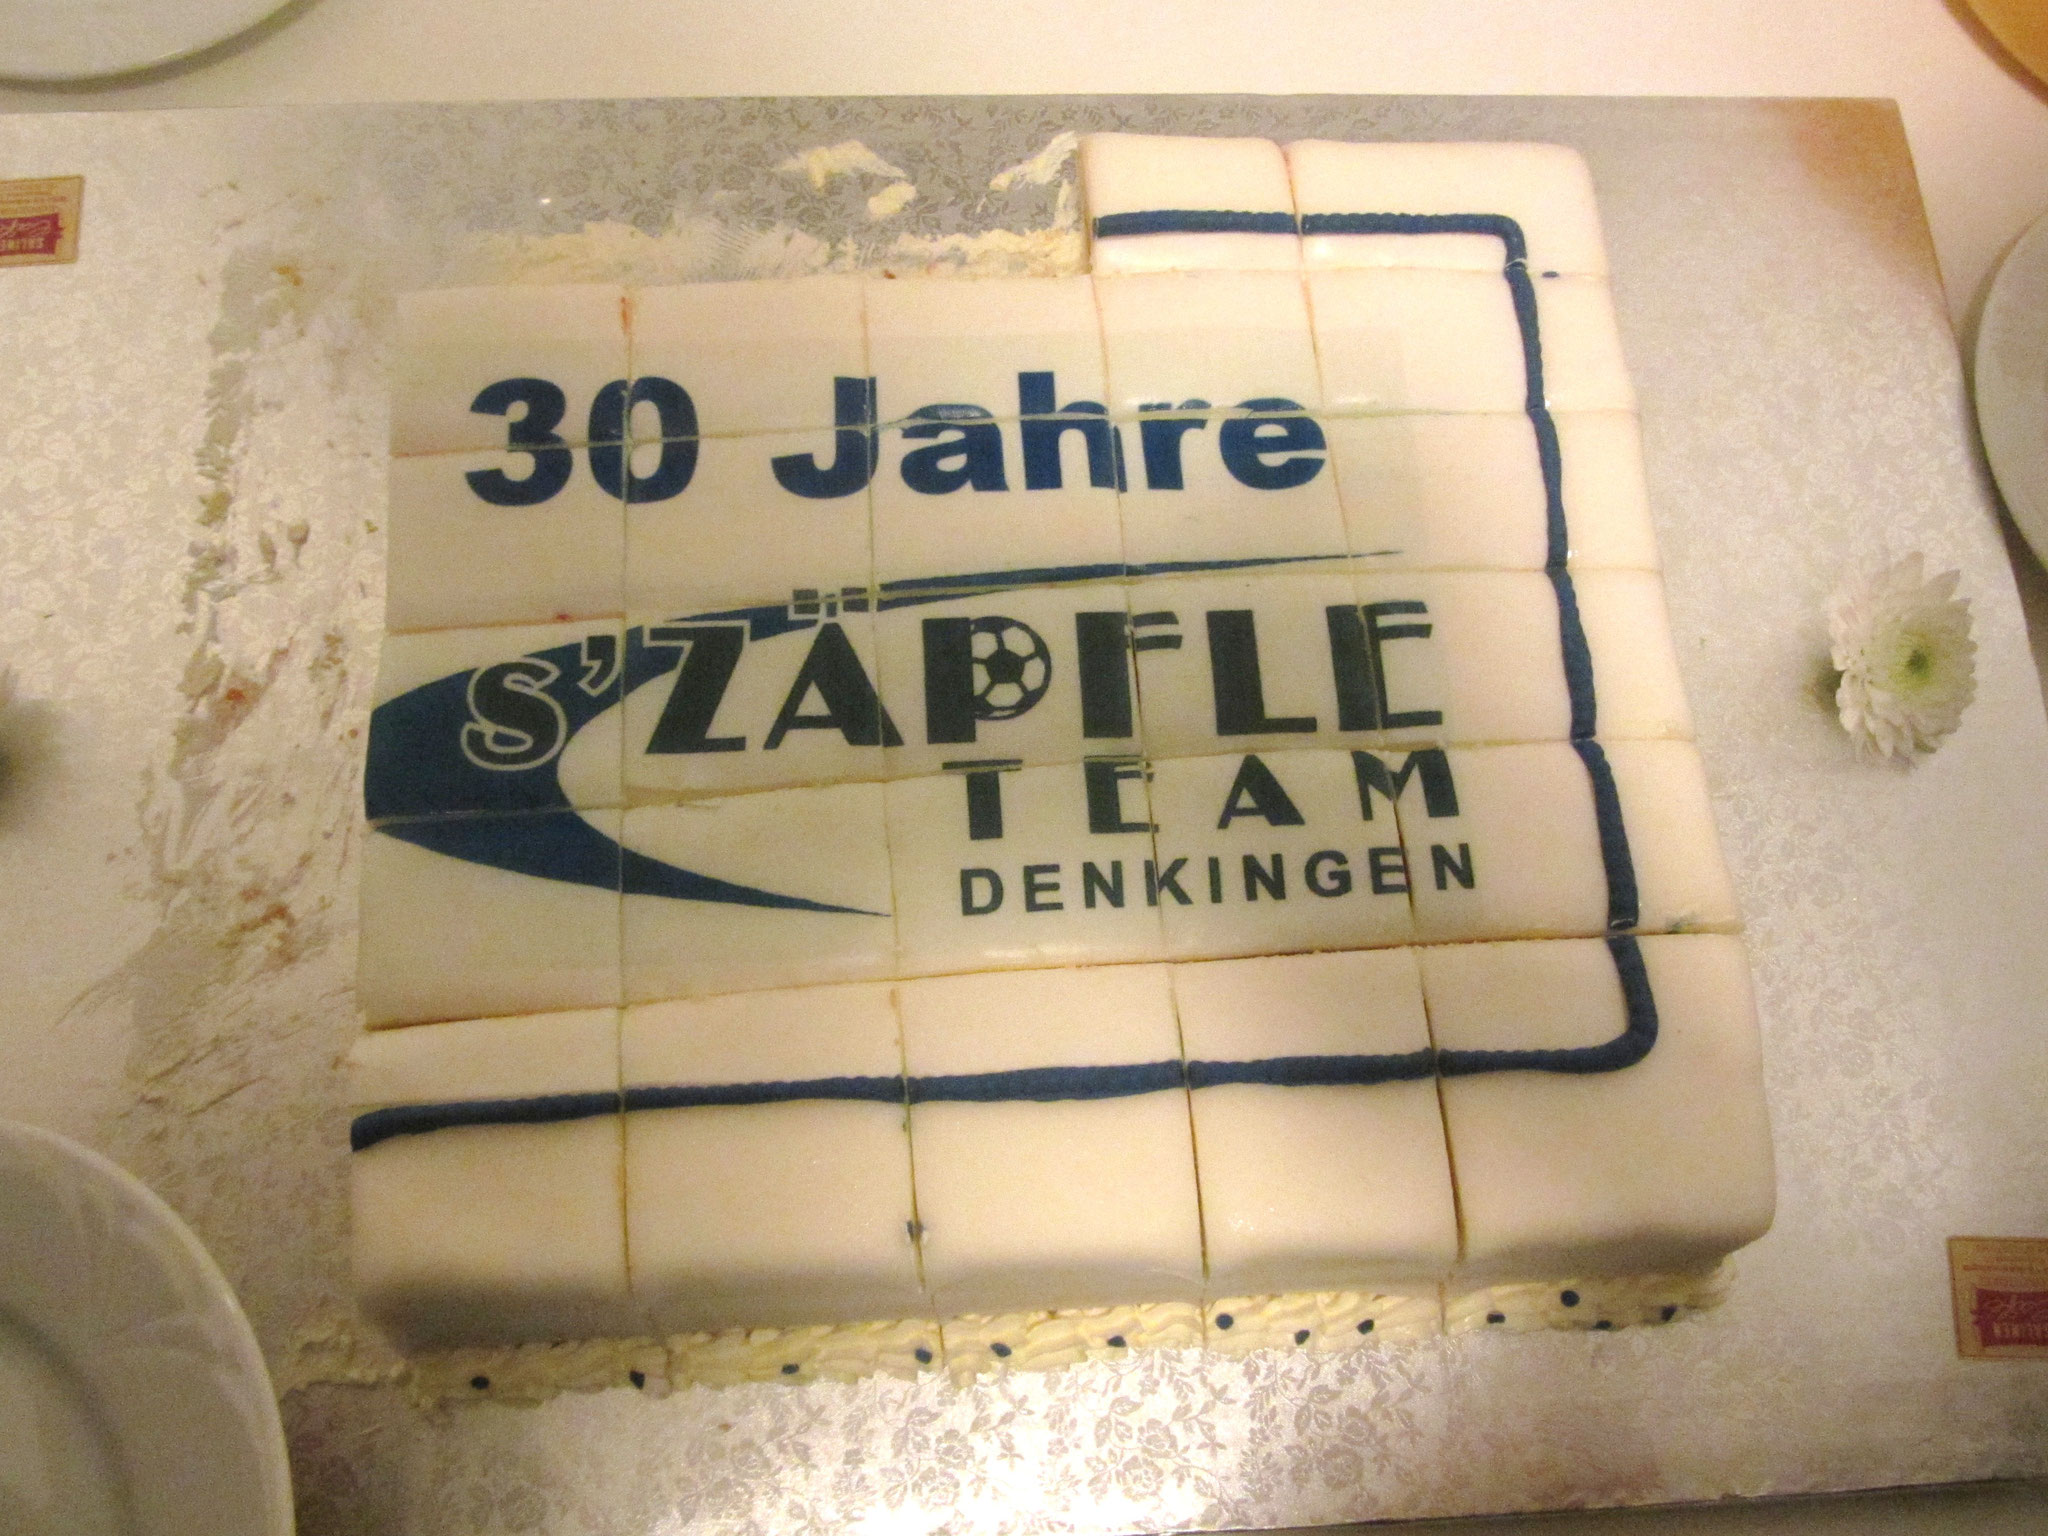 30 Jahre
S'ZÄPFLE
TEAM
DENKINGEN